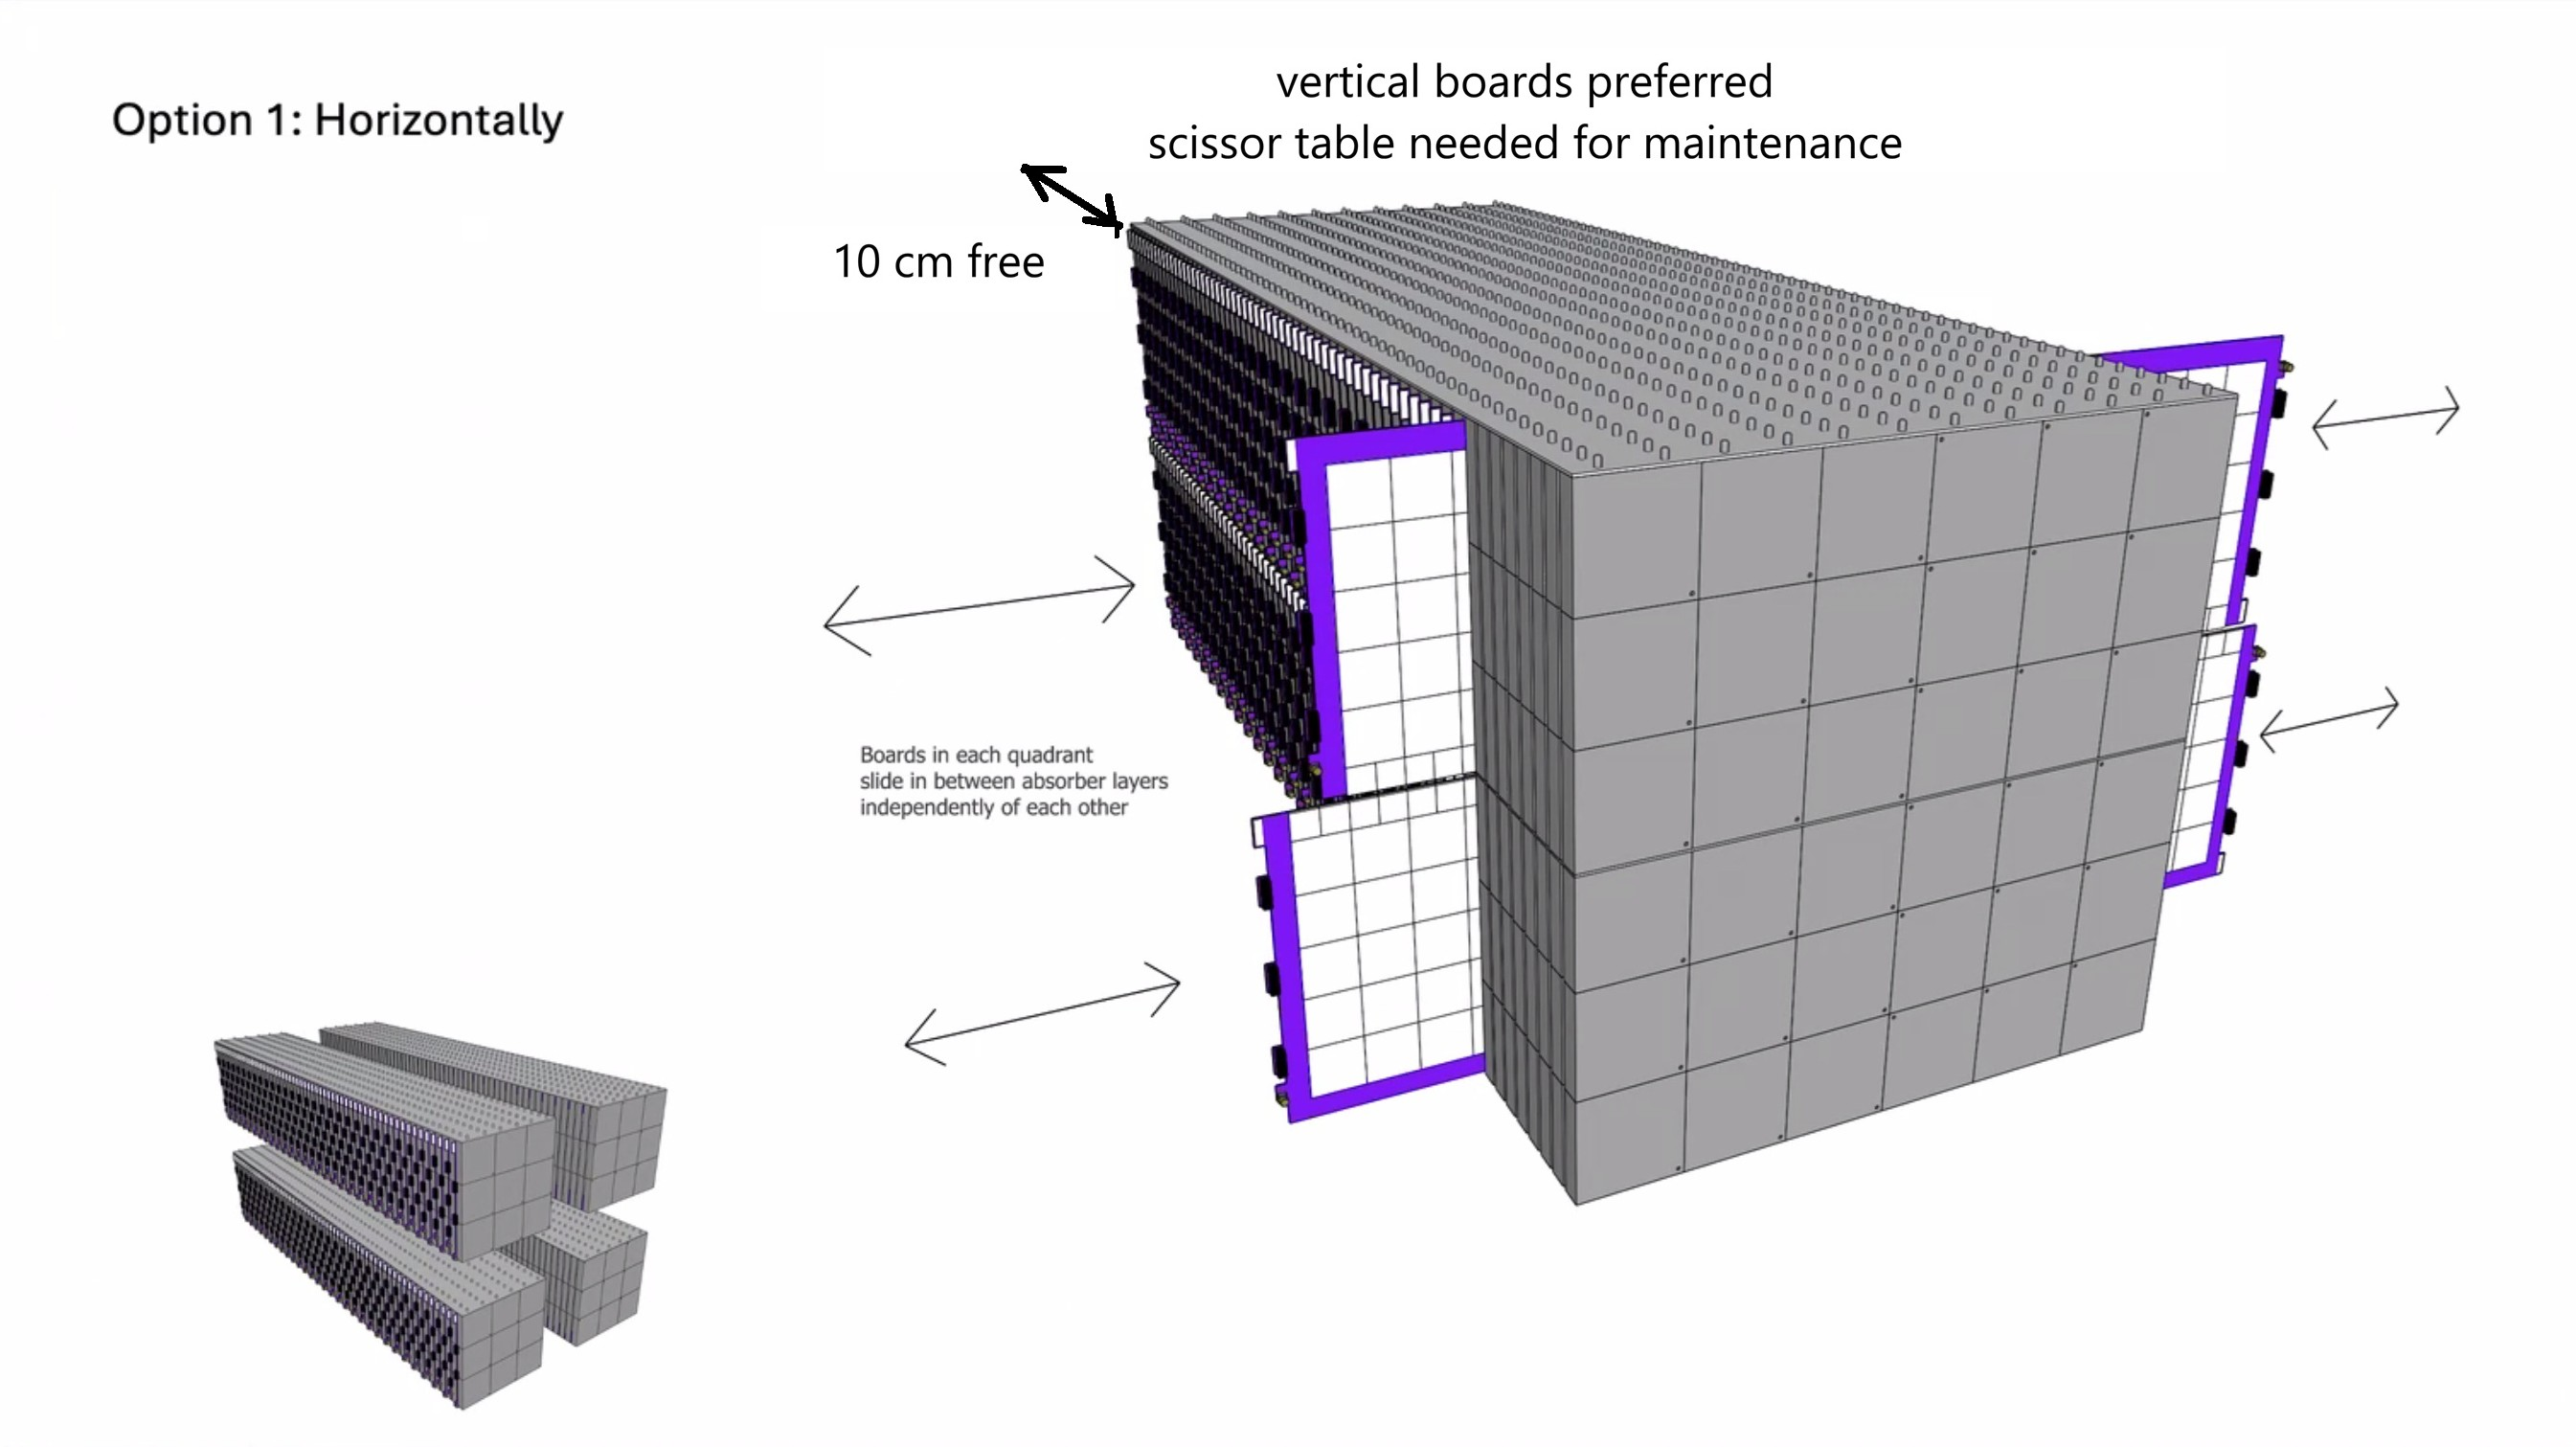 Option 1: Horizontally
vertical boards preferred
scissor table needed for maintenance
10 cm free
Boards in each quadrant
slide in between absorber layers
independently of each other